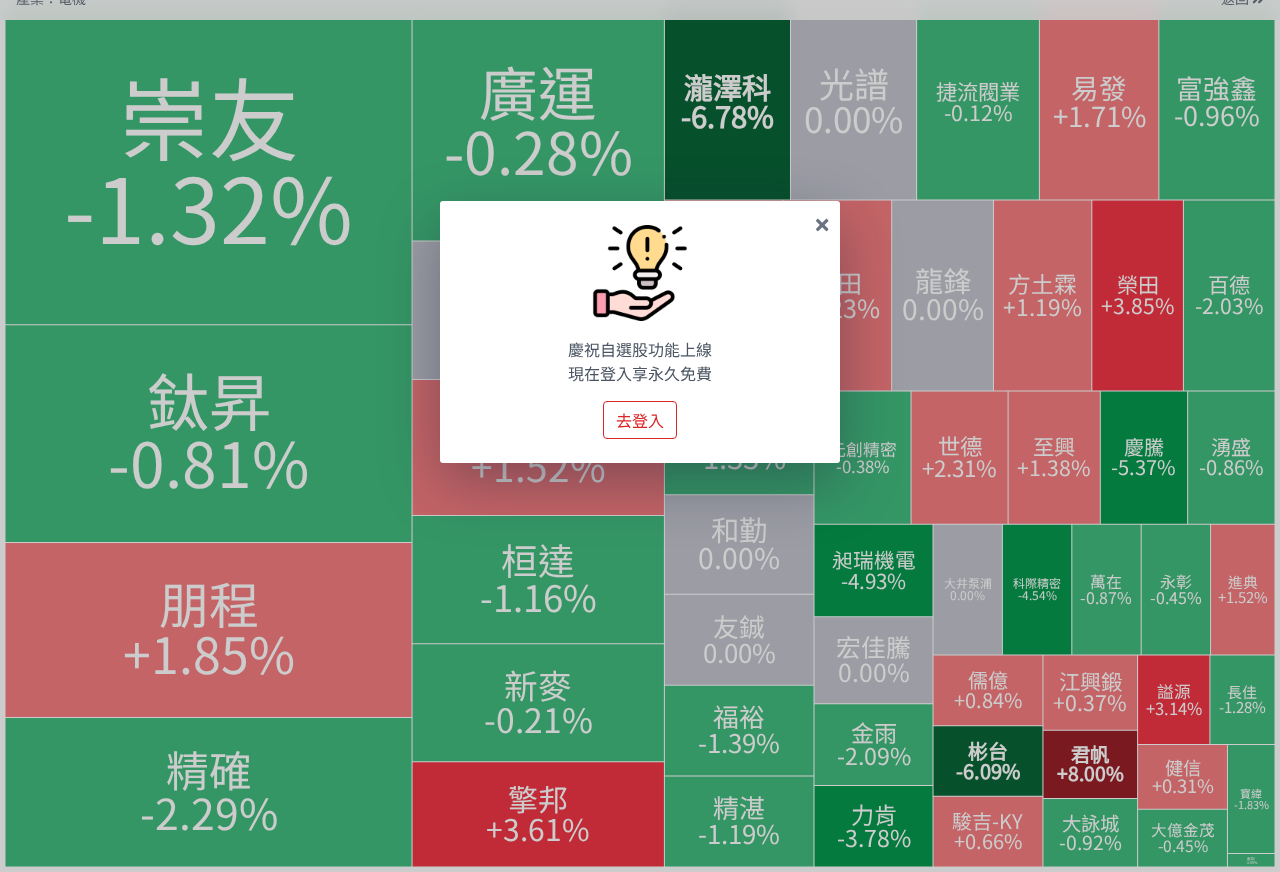 產業：電機
返回
崇友
-1.32%
廣運
-0.28%
瀧澤科
-6.78%
光譜
0.00%
捷流閥業
-0.12%
易發
+1.71%
富強鑫
-0.96%
田
龍鋒
0.00%
方土霖
+1.19%
榮田
+3.85%
百德
-2.03%
慶祝自選股功能上線
現在登入享永久免費
去登入
鈦昇
-0.81%
+1.52%
元創精密
-0.38%
世德
+2.31%
至興
+1.38%
慶騰
-5.37%
湧盛
-0.86%
朋程
+1.85%
桓達
-1.16%
和勤
0.00%
昶瑞機電
-4.93%
大井泵浦
0.00%
科際精密
-4.54%
萬在
-0.87%
永彰
-0.45%
進典
+1.52%
友鋮
0.00%
宏佳騰
0.00%
新麥
-0.21%
福裕
-1.39%
金雨
-2.09%
儒億
+0.84%
江興鍛
+0.37%
謚源
+3.14%
長佳
-1.28%
精確
-2.29%
擎邦
+3.61%
精湛
-1.19%
力肯
-3.78%
彬台
-6.09%
君帆
+8.00%
健信
+0.31%
寶緯
-1.83%
駿吉-KY
+0.66%
大詠城
-0.92%
大億金茂
-0.45%